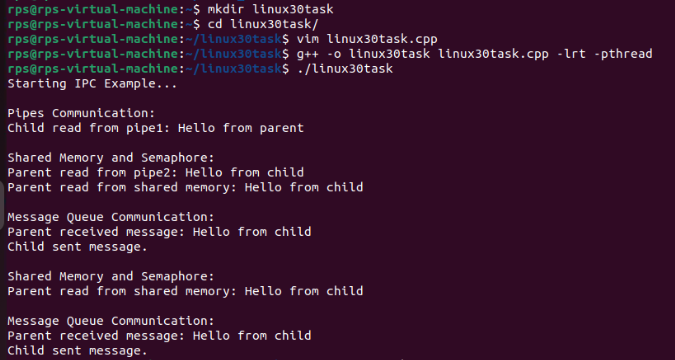 rps@rps-virtual-machine:~$ mkdir linux30task
rps@rps-virtual-machine:~$ cd linux30task/
rps@rps-virtual-machine:~/linux30task$ vim linux30task.cpp
rps@rps-virtual-machine:~/linux30task$ g++ -o linux30task linux30task.cpp -lrt -pthread
rps@rps-virtual-machine:~/linux30task$ ./linux30task
Starting IPC Example...
Pipes Communication:
Child read from pipe1: Hello from parent
Shared Memory and Semaphore:
Parent read from pipe2: Hello from child
Parent read from shared memory: Hello from child
Message Queue Communication:
Parent received message: Hello from child
Child sent message.
Shared Memory and Semaphore:
Parent read from shared memory: Hello from child
Message Queue Communication:
Parent received message: Hello from child
Child sent message.